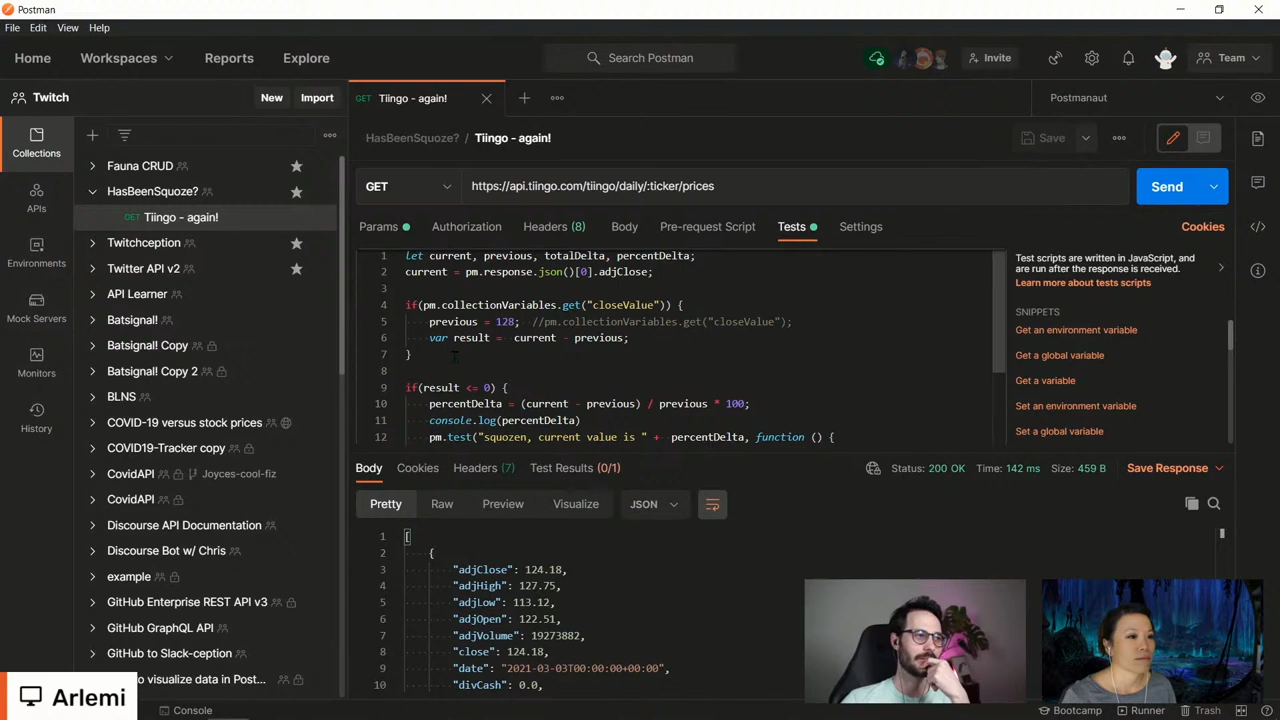 Postman
File Edit View Help
Home Workspaces Reports Explore Search Postman Invite Team
Twitch New Import GET Tiingo - again! Postmanaut
HasBeenSquoze? / Tiingo - again! Save
GET https://api.tiingo.com/tiingo/daily/:ticker/prices Send
Params Authorization Headers (8) Body Pre-request Script Tests Settings Cookies
Collections
APIs
Environments
Mock Servers
Monitors
History
Fauna CRUD
HasBeenSquoze?
GET Tiingo - again!
Twitchception
Twitter API v2
API Learner
Batsignal!
Batsignal! Copy
Batsignal! Copy 2
BLNS
COVID-19 versus stock prices
COVID19-Tracker copy
CovidAPI Joyces-cool-fiz
CovidAPI
Discourse API Documentation
Discourse Bot w/ Chris
example
GitHub Enterprise REST API v3
GitHub GraphQL API
GitHub to Slack-ception
o visualize data in Post...
1 let current, previous, totalDelta, percentDelta;
2 current = pm.response.json()[0].adjClose;
3
4 if(pm.collectionVariables.get("closeValue")) {
5 previous = 128; //pm.collectionVariables.get("closeValue");
6 var result = current - previous;
7 }
8
9 if(result <= 0) {
10 percentDelta = (current - previous) / previous * 100;
11 console.log(percentDelta)
12 pm.test("squozen, current value is " + percentDelta, function () {
Test scripts are written in JavaScript, and
are run after the response is received.
Learn more about tests scripts
SNIPPETS
Get an environment variable
Get a global variable
Get a variable
Set an environment variable
Set a global variable
Body Cookies Headers (7) Test Results (0/1) Status: 200 OK Time: 142 ms Size: 459 B Save Response
Pretty Raw Preview Visualize JSON
1 [
2 {
3 "adjClose": 124.18,
4 "adjHigh": 127.75,
5 "adjLow": 113.12,
6 "adjOpen": 122.51,
7 "adjVolume": 19273882,
8 "close": 124.18,
9 "date": "2021-03-03T00:00:00+00:00",
10 "divCash": 0.0,
Arlemi
Console Bootcamp Runner Trash